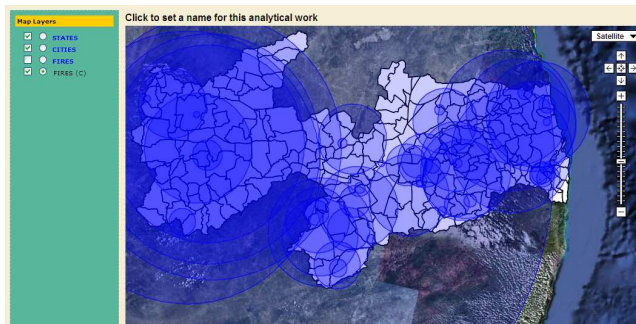 Map Layers
STATES
CITIES
FIRES
FIRES (C)
Click to set a name for this analytical work
Satellite